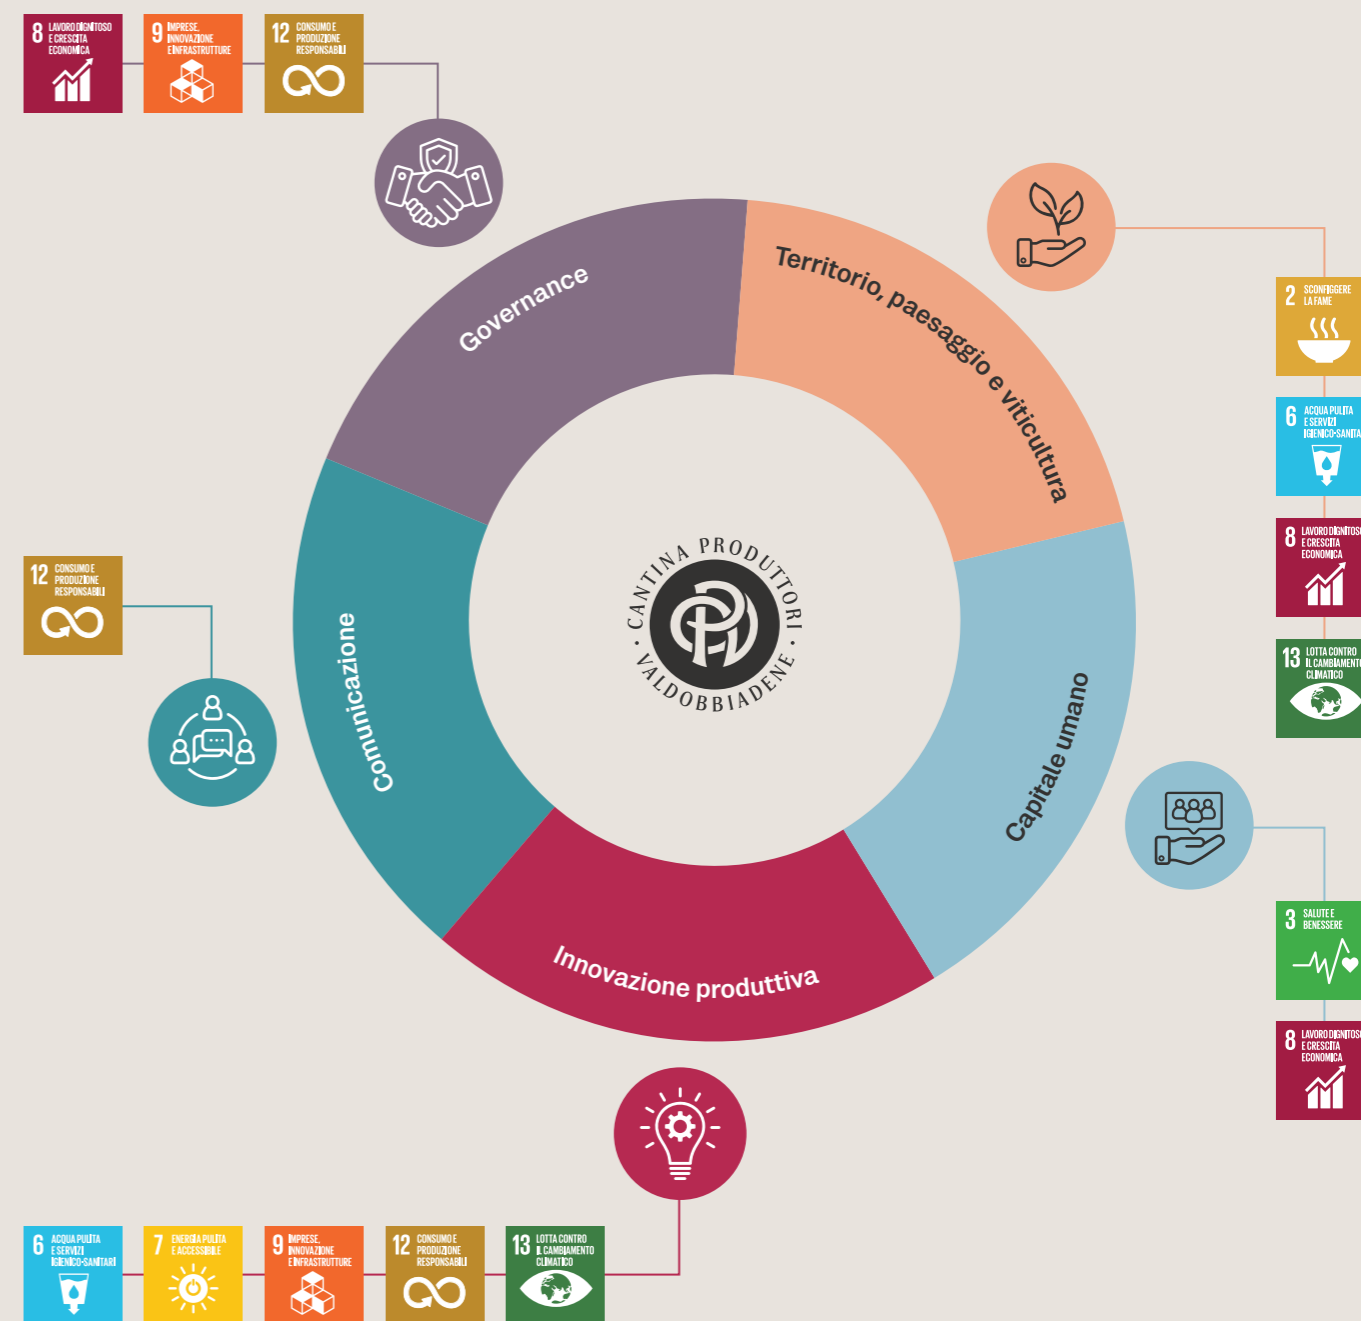 8 LAVORO DIGNITOSO
E CRESCITA
ECONOMICA
9 IMPRESE,
INNOVAZIONE
E INFRASTRUTTURE
12 CONSUMO E
PRODUZIONE
RESPONSABILI
Governance
Territorio, paesaggio e viticultura
2 SCONFIGGERE
LA FAME
6 ACQUA PULITA
E SERVIZI
IGIENICO-SANITA
8 LAVORO DIGNITOSO
E CRESCITA
ECONOMICA
13 LOTTA CONTRO
IL CAMBIAMENTO
CLIMATICO
12 CONSUMO E
PRODUZIONE
RESPONSABILI
Comunicazione
CANTINA PRODUTTORI
· VALDOBBIADENE ·
Capitale umano
3 SALUTE E
BENESSERE
8 LAVORO DIGNITOSO
E CRESCITA
ECONOMICA
Innovazione produttiva
6 ACQUA PULITA
E SERVIZI
IGIENICO-SANITARI
7 ENERGIA PULITA
E ACCESSIBILE
9 IMPRESE,
INNOVAZIONE
E INFRASTRUTTURE
12 CONSUMO E
PRODUZIONE
RESPONSABILI
13 LOTTA CONTRO
IL CAMBIAMENTO
CLIMATICO